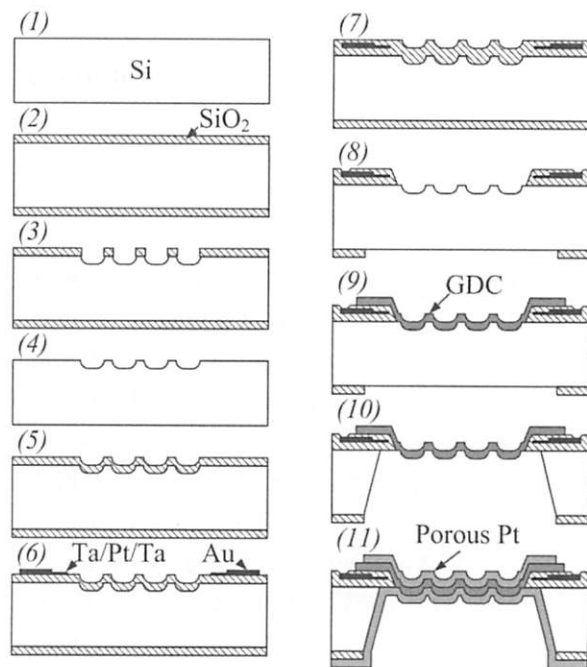 (1)
Si
(2)
SiO2
(3)
(4)
(5)
(6)
Ta/Pt/Ta
Au
(7)
(8)
(9)
GDC
(10)
(11)
Porous Pt